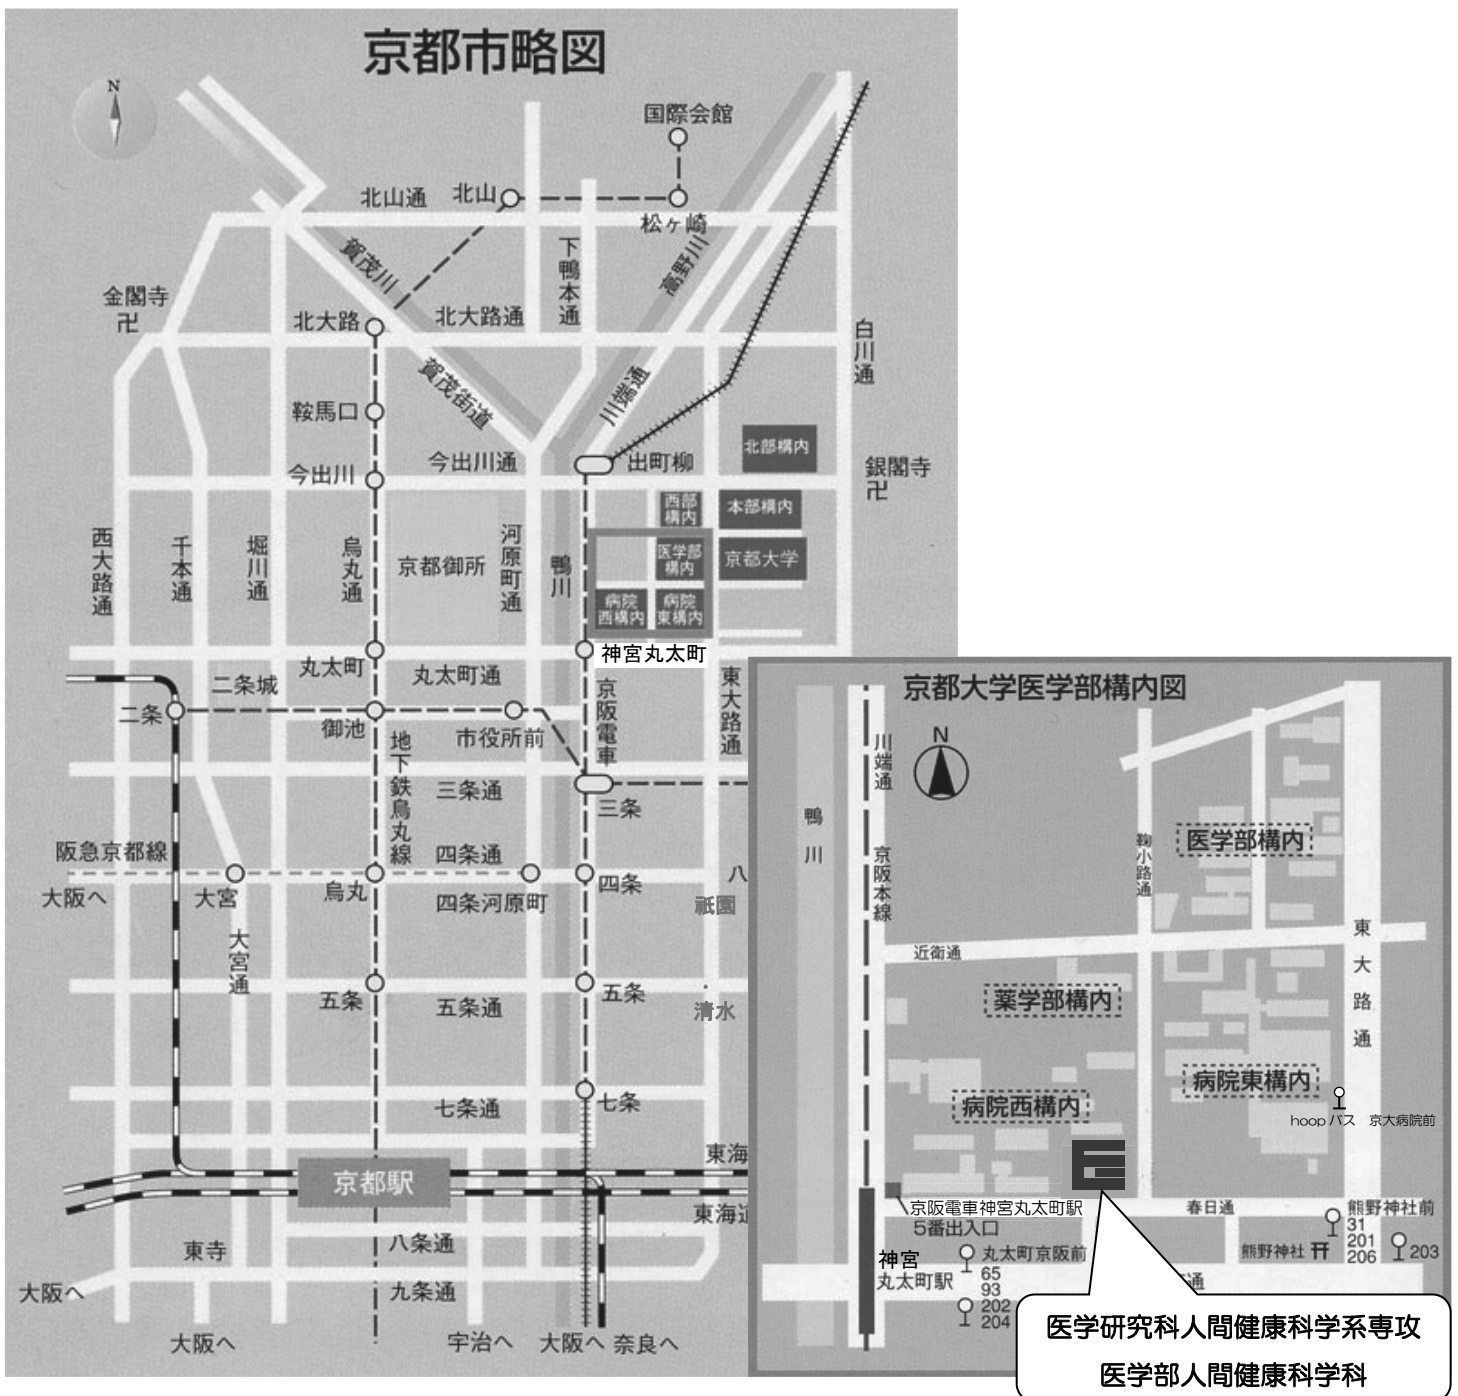 京都市略図
N
国際会館
北山通
北山
松ヶ崎
賀茂川
下鴨本通
高野川
金閣寺
卍
北大路
北大路通
白川通
賀茂街道
川端通
鞍馬口
北部構内
今出川
今出川通
出町柳
銀閣寺
卍
西部
構内
本部構内
西大路通
千本通
堀川通
烏丸通
京都御所
河原町通
鴨川
医学部
構内
京都大学
病院
西構内
病院
東構内
丸太町
丸太町通
神宮丸太町
二条城
京阪電車
東大路通
二条
御池
市役所前
地下鉄烏丸線
三条通
三条
阪急京都線
四条通
大阪へ
大宮
烏丸
四条河原町
四条
八
祇園
大宮通
五条
五条通
五条
清水
七条通
七条
京都駅
東海
東海道
東寺
八条通
大阪へ
九条通
大阪へ
宇治へ
大阪へ
奈良へ
京都大学医学部構内図
N
川端通
鴨川
京阪本線
鞠小路通
医学部構内
近衛通
東大路通
薬学部構内
病院東構内
病院西構内
hoopバス 京大病院前
京阪電車神宮丸太町駅
5番出入口
春日通
熊野神社前
31
201
206
203
熊野神社
神宮
丸太町駅
丸太町京阪前
65
93
202
204
通
医学研究科人間健康科学系専攻
医学部人間健康科学科